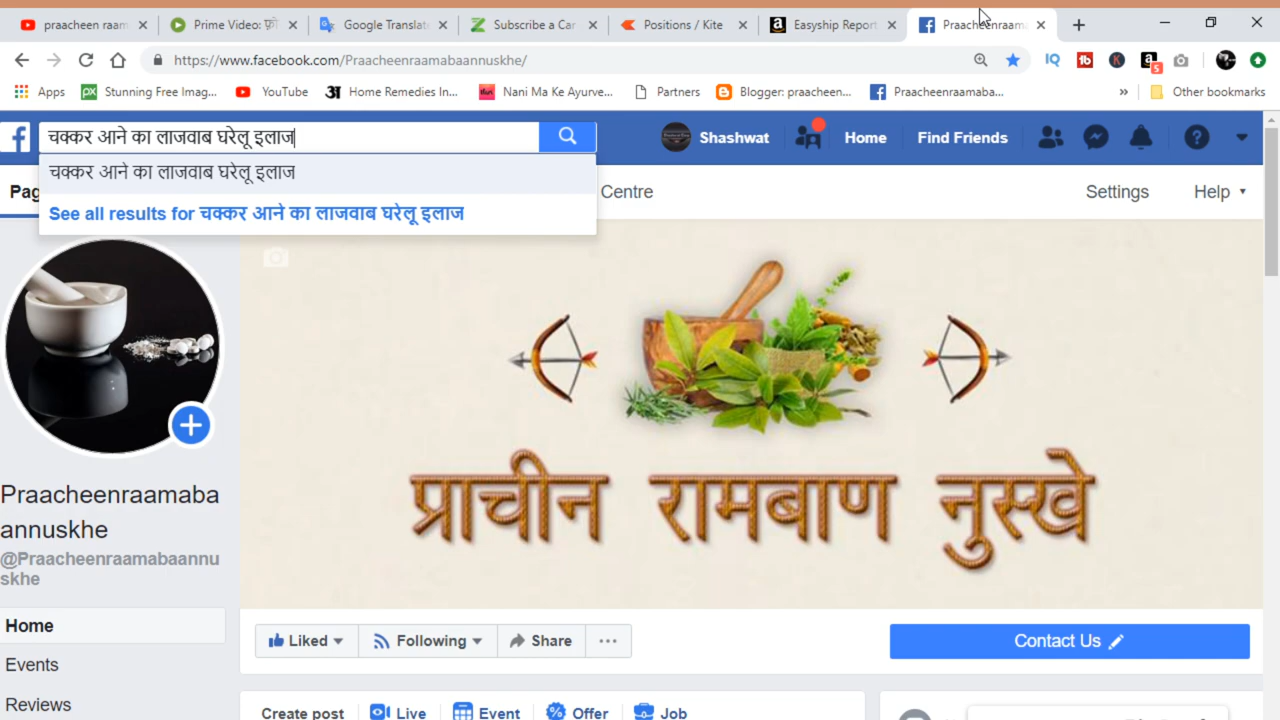 praacheen raam
Prime Video: फ्री
Google Translat
Subscribe a Car
Positions / Kite
Easyship Report
Praacheenraama
https://www.facebook.com/Praacheenraamabaannuskhe/
Apps
Stunning Free Imag...
YouTube
Home Remedies In...
Nani Ma Ke Ayurve...
Partners
Blogger: praacheen...
Praacheenraamaba...
»
Other bookmarks
चक्कर आने का लाजवाब घरेलू इलाज
Shashwat
Home
Find Friends
चक्कर आने का लाजवाब घरेलू इलाज
See all results for चक्कर आने का लाजवाब घरेलू इलाज
Centre
Settings
Help
प्राचीन रामबाण नुस्खे
Praacheenraamaba
annuskhe
@Praacheenraamabaannu
skhe
Home
Events
Reviews
Liked
Following
Share
Contact Us
Create post
Live
Event
Offer
Job